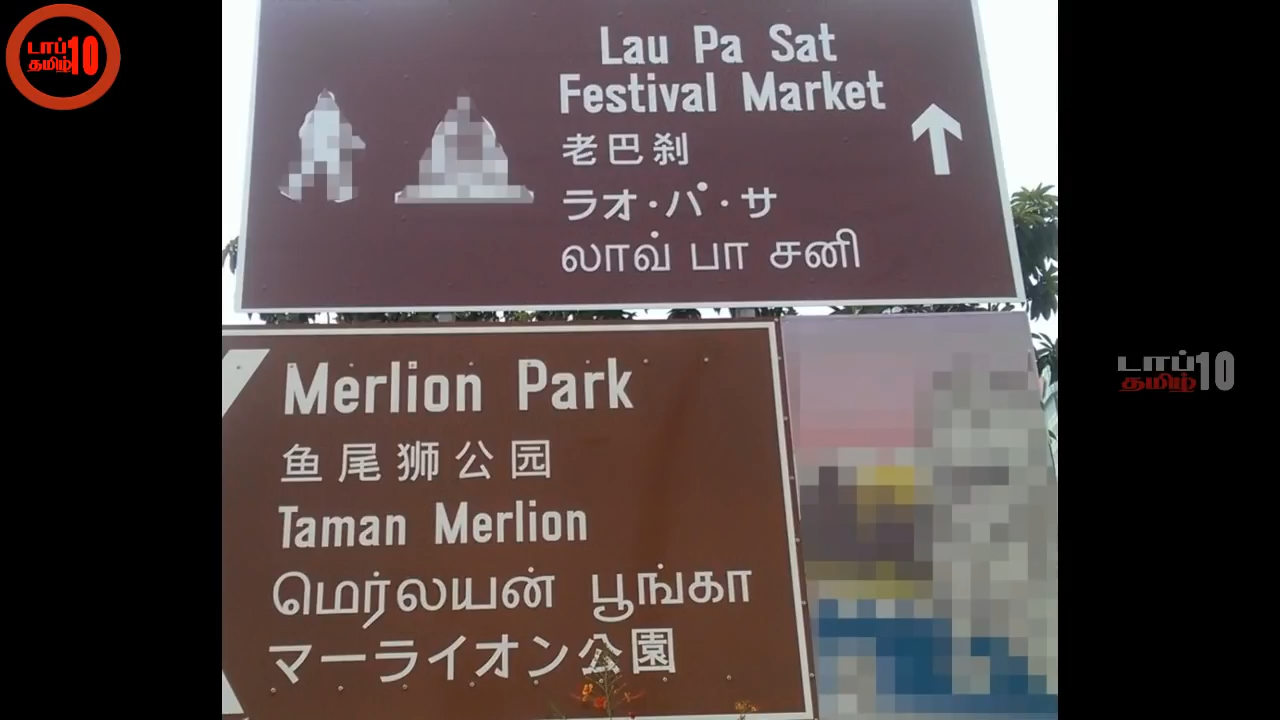 டாப் 10
தமிழ்
Lau Pa Sat
Festival Market
老巴刹
ラオ・パ・サ
லாவ் பா சனி
Merlion Park
鱼尾狮公园
Taman Merlion
மெர்லயன் பூங்கா
マーライオン公園
டாப் 10
தமிழ்